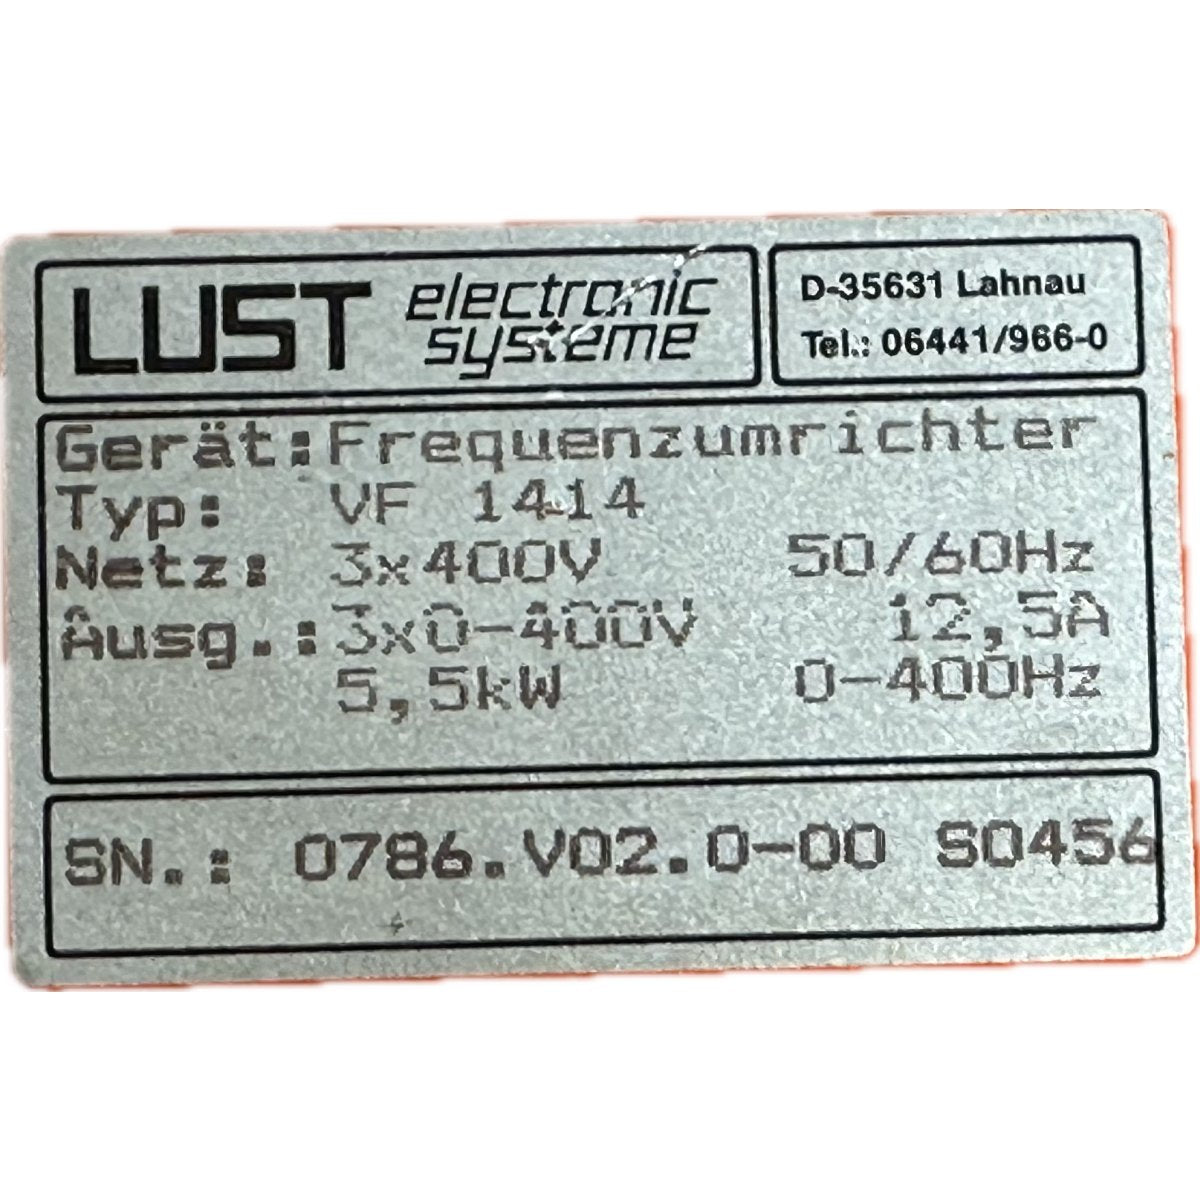 LUST electronic systeme
D-35631 Lahnau
Tel.: 06441/966-0
Gerät: Frequenzumrichter
Typ: VF 1414
Netz: 3x400V 50/60Hz
Ausg.: 3x0-400V 12,5A
5,5kW 0-400Hz
SN.: 0786.V02.0-00 S0456